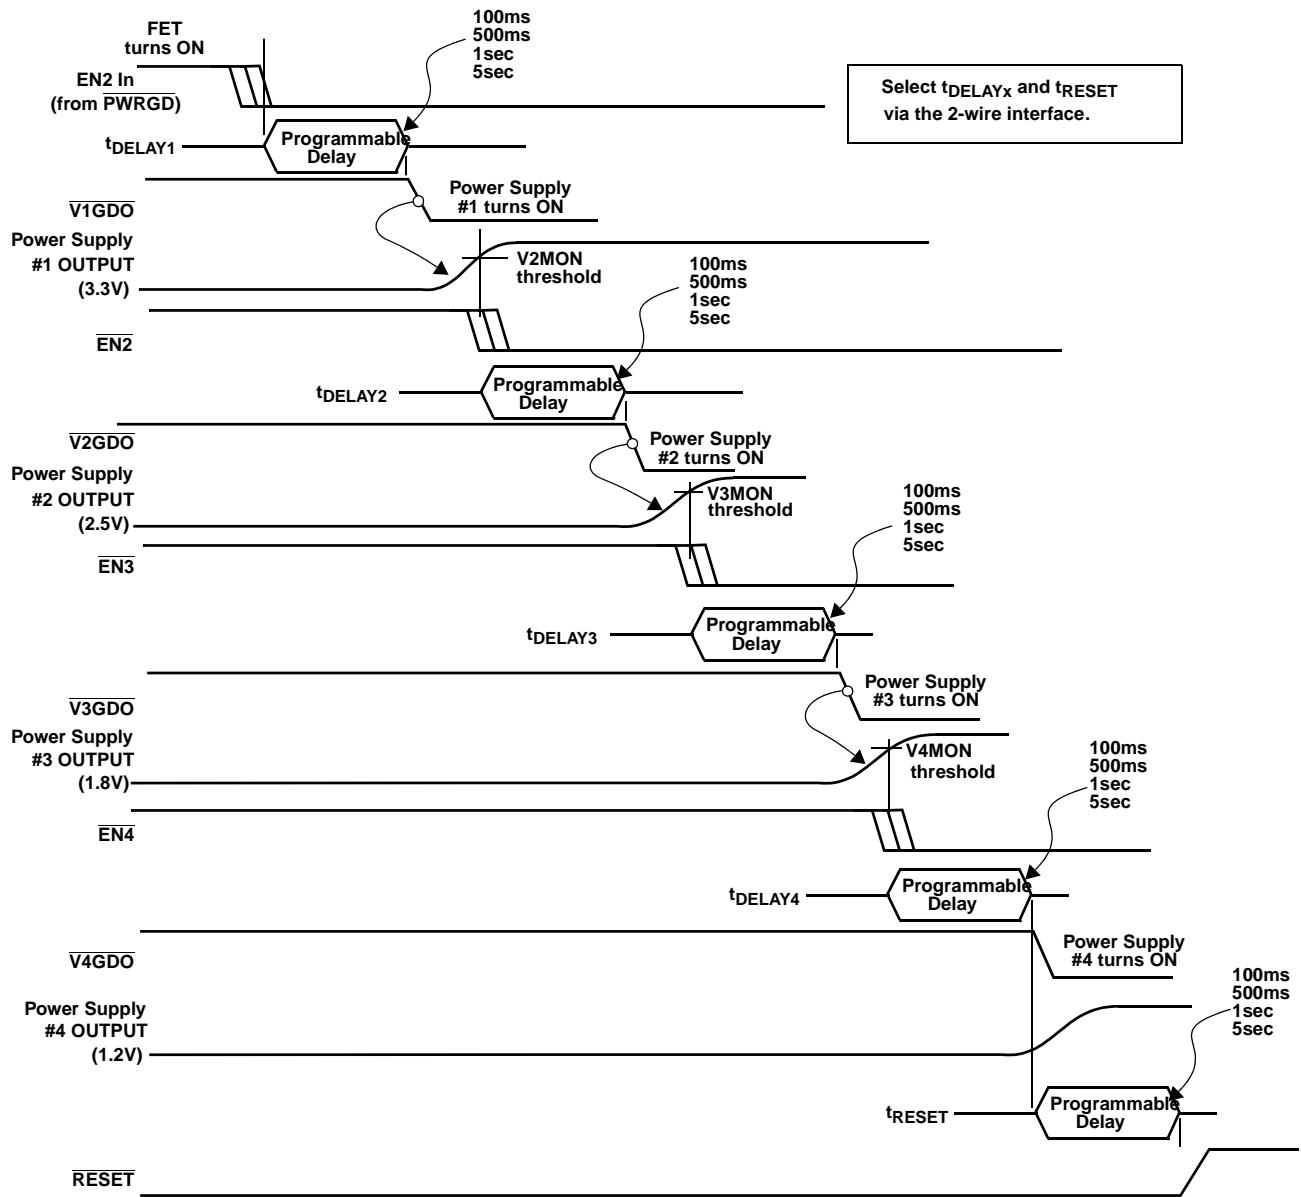 FET
turns ON
EN2 In
(from PWRGD)
100ms
500ms
1sec
5sec
Select tDELAYx and tRESET
via the 2-wire interface.
tDELAY1
Programmable
Delay
V1GDO
Power Supply
#1 turns ON
Power Supply
#1 OUTPUT
(3.3V)
V2MON
threshold
100ms
500ms
1sec
5sec
EN2
tDELAY2
Programmable
Delay
V2GDO
Power Supply
#2 turns ON
Power Supply
#2 OUTPUT
(2.5V)
V3MON
threshold
100ms
500ms
1sec
5sec
EN3
tDELAY3
Programmable
Delay
V3GDO
Power Supply
#3 turns ON
Power Supply
#3 OUTPUT
(1.8V)
V4MON
threshold
100ms
500ms
1sec
5sec
EN4
tDELAY4
Programmable
Delay
V4GDO
Power Supply
#4 turns ON
100ms
500ms
1sec
5sec
Power Supply
#4 OUTPUT
(1.2V)
tRESET
Programmable
Delay
RESET